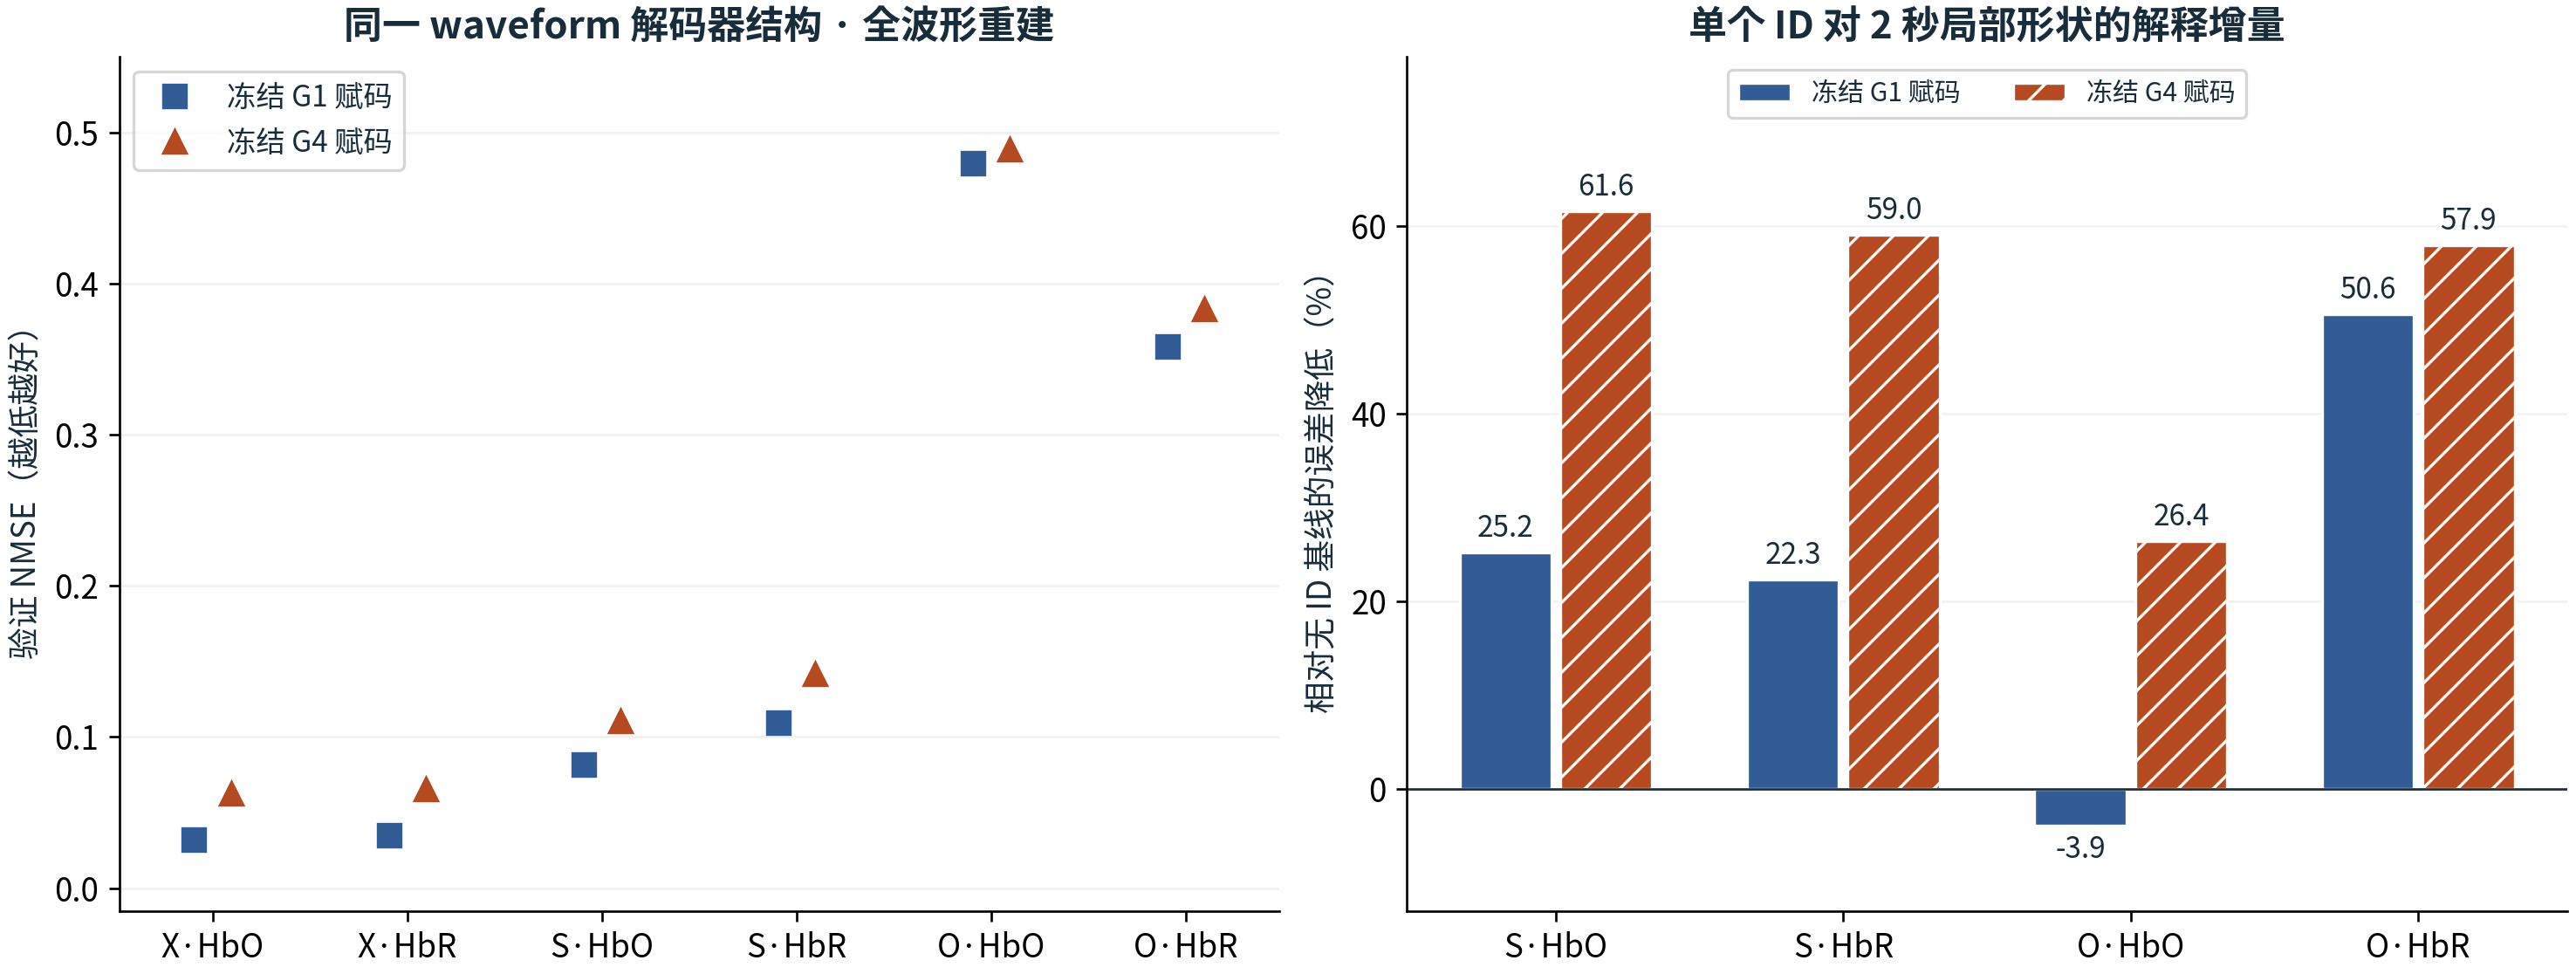 同一 waveform 解码器结构 · 全波形重建
冻结 G1 赋码
冻结 G4 赋码
验证 NMSE（越低越好）
0.5
0.4
0.3
0.2
0.1
0.0
X·HbO
X·HbR
S·HbO
S·HbR
O·HbO
O·HbR
单个 ID 对 2 秒局部形状的解释增量
冻结 G1 赋码
冻结 G4 赋码
相对无 ID 基线的误差降低（%）
60
40
20
0
25.2
61.6
22.3
59.0
-3.9
26.4
50.6
57.9
S·HbO
S·HbR
O·HbO
O·HbR